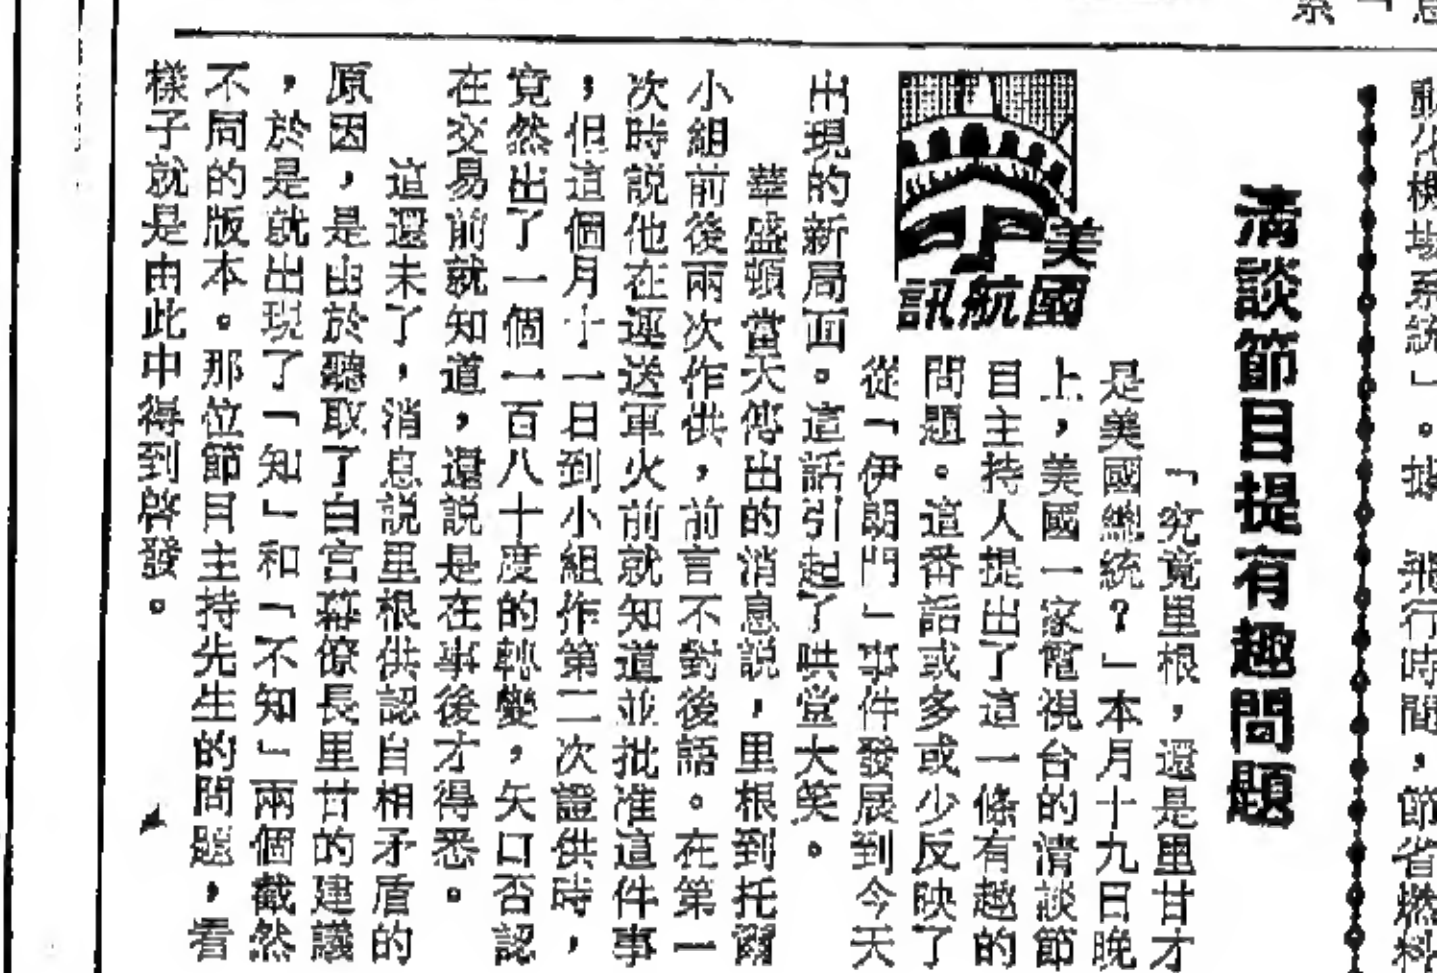 清談節目提有趣問題
美國航訊
「究竟里根，還是里甘才
是美國總統？」本月十九日晚
上，美國一家電視台的清談節
目主持人提出了這一條有趣的
問題。這番話或多或少反映了
從「伊朗門」事件發展到今天
出現的新局面。這話引起了哄堂大笑。
華盛頓當天傳出的消息説，里根到托爾
小組前後兩次作供，前言不對後語。在第一
次時説他在運送軍火前就知道並批准這件事
，但這個月十一日到小組作第二次證供時，
竟然出了一個一百八十度的轉變，矢口否認
在交易前就知道，還説是在事後才得悉。
這還未了，消息説里根供認自相矛盾的
原因，是由於聽取了白宮幕僚長里甘的建議
，於是就出現了「知」和「不知」兩個截然
不同的版本。那位節目主持先生的問題，看
樣子就是由此中得到啓發。
機場系統」。據
飛行時間，節省燃料